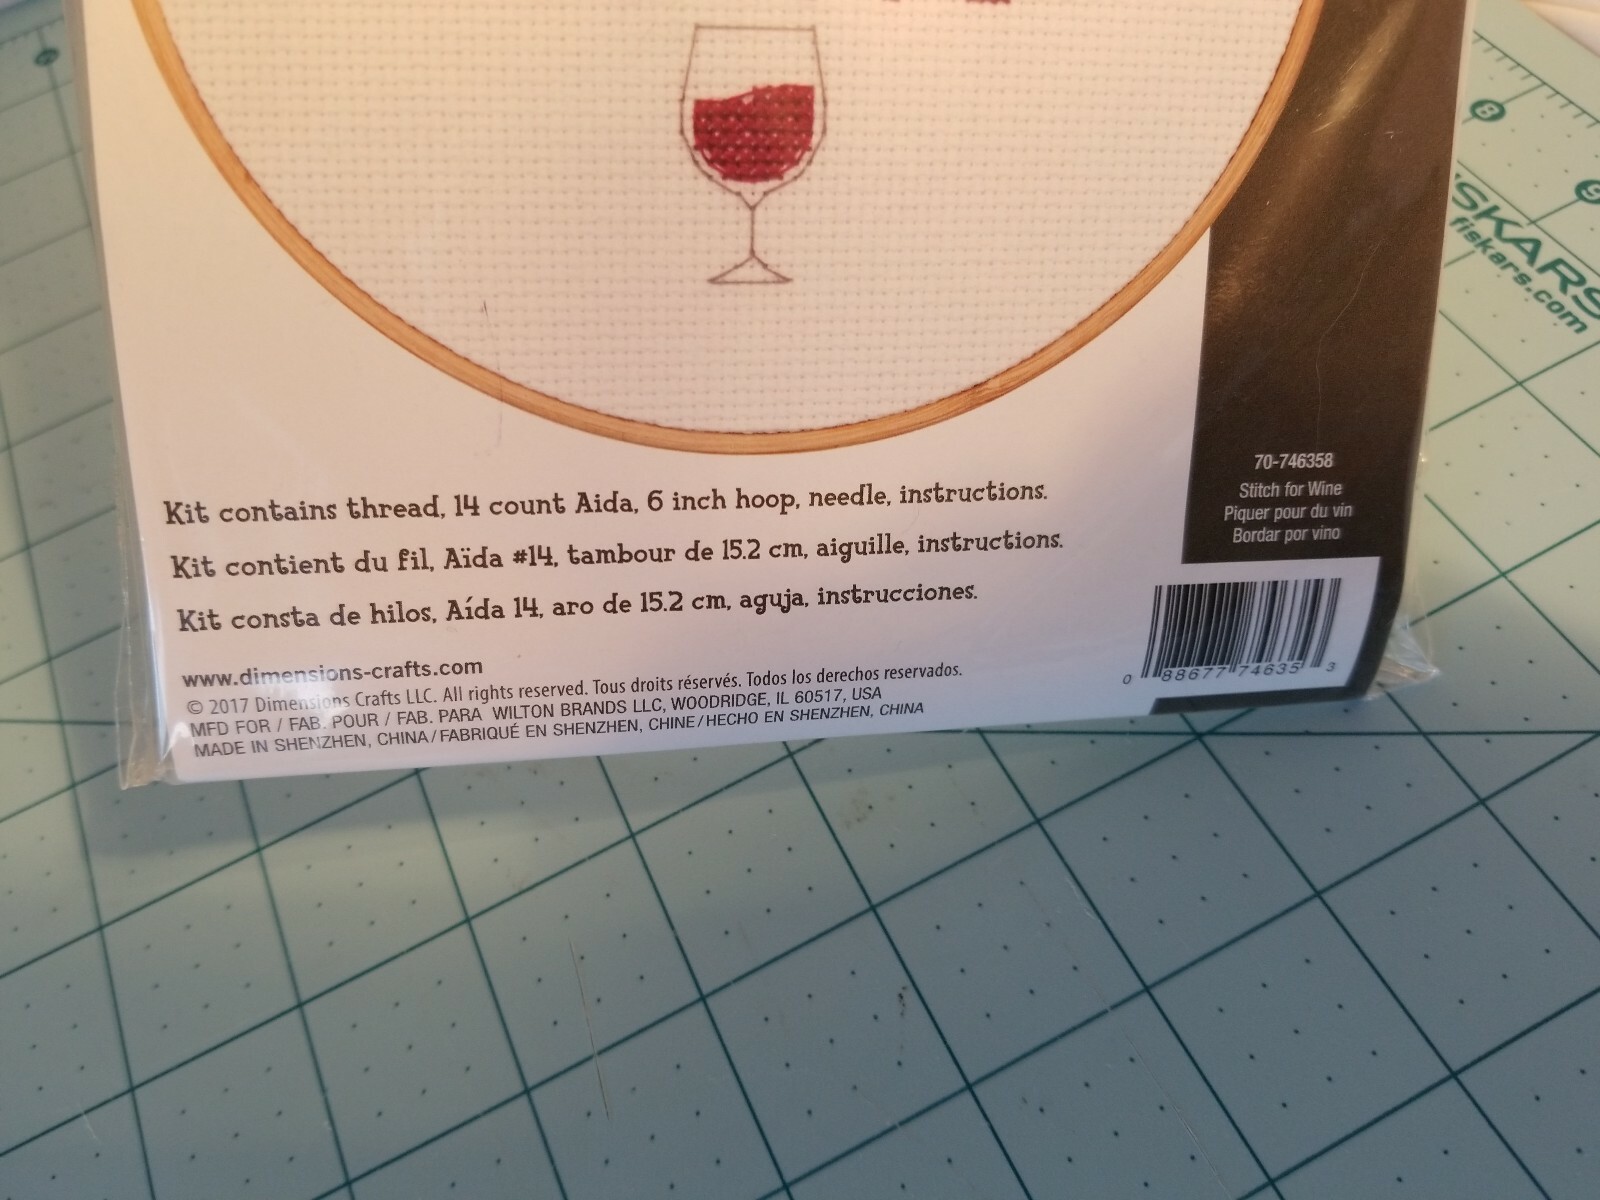 Kit contains thread, 14 count Aida, 6 inch hoop, needle, instructions.
Kit contient du fil, Aïda #14, tambour de 15.2 cm, aiguille, instructions.
Kit consta de hilos, Aída 14, aro de 15.2 cm, aguja, instrucciones.
www.dimensions-crafts.com
© 2017 Dimensions Crafts LLC. All rights reserved. Tous droits réservés. Todos los derechos reservados.
MFD FOR / FAB. POUR / FAB. PARA WILTON BRANDS LLC, WOODRIDGE, IL 60517, USA
MADE IN SHENZHEN, CHINA / FABRIQUÉ EN SHENZHEN, CHINE / HECHO EN SHENZHEN, CHINA
70-746358
Stitch for Wine
Piquer pour du vin
Bordar por vino
0 88677 74635 3
8
9
ISKARS
fiskars.com